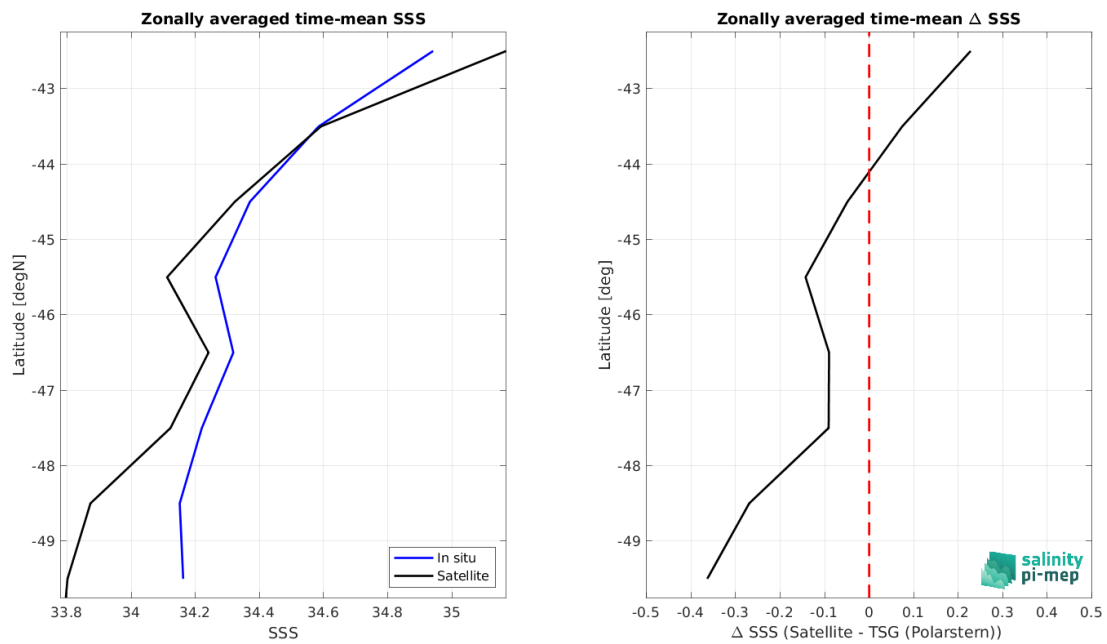 Zonally averaged time-mean SSS
-43
-44
-45
-46
-47
-48
-49
Latitude [degN]
33.8 34 34.2 34.4 34.6 34.8 35
SSS
In situ
Satellite
Zonally averaged time-mean Δ SSS
-43
-44
-45
-46
-47
-48
-49
Latitude [deg]
-0.5 -0.4 -0.3 -0.2 -0.1 0 0.1 0.2 0.3 0.4 0.5
Δ SSS (Satellite - TSG (Polarstern))
salinity
pi-mep